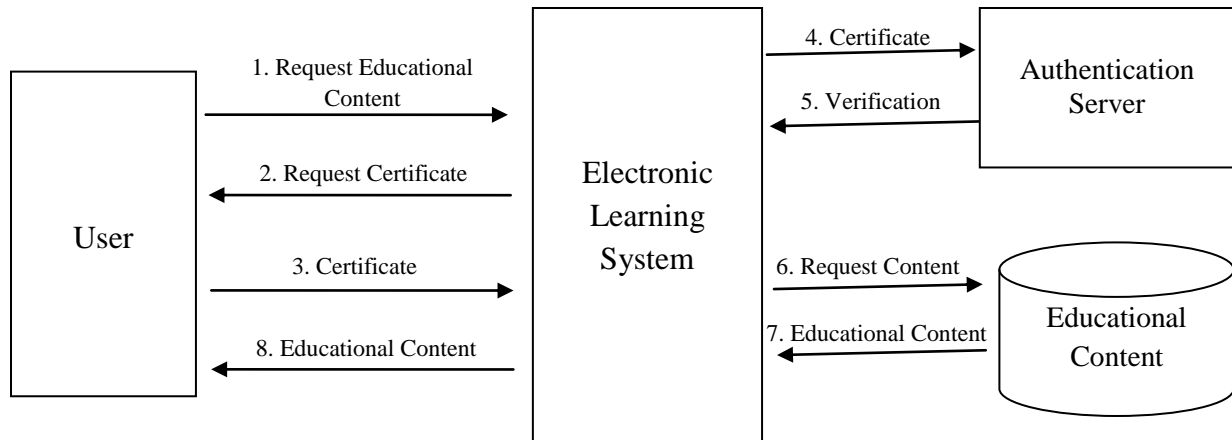 User
1. Request Educational
Content
2. Request Certificate
3. Certificate
8. Educational Content
Electronic
Learning
System
4. Certificate
5. Verification
6. Request Content
7. Educational Content
Authentication
Server
Educational
Content